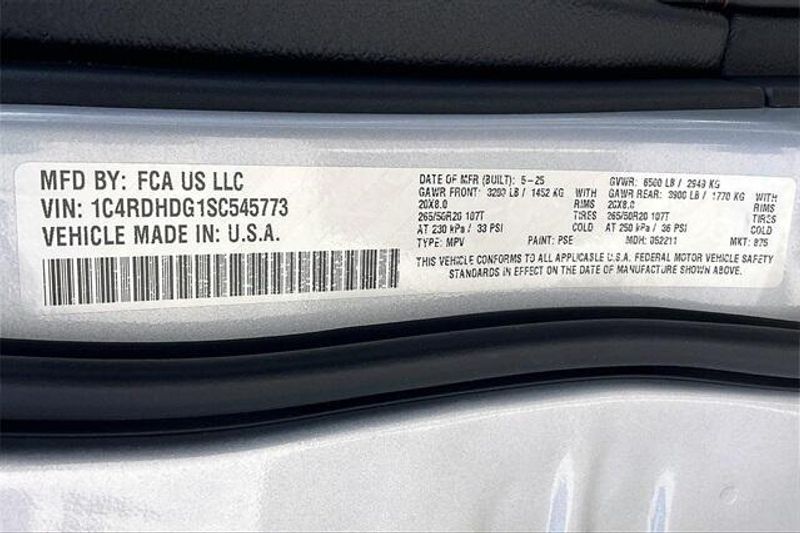 MFD BY: FCA US LLC
VIN: 1C4RDHDG1SC545773
VEHICLE MADE IN: U.S.A.
DATE OF MFR (BUILT): 5-25 GVWR: 6500 LB / 2949 KG
GAWR FRONT: 3200 LB / 1452 KG GAWR REAR: 3900 LB / 1770 KG
20X8.0 RIMS 20X8.0 RIMS
265/50R20 107T TIRES 265/50R20 107T TIRES
AT 230 kPa / 33 PSI COLD AT 250 kPa / 36 PSI COLD
TYPE: MPV PAINT: PSE MDH: 052211 MKT: 875
THIS VEHICLE CONFORMS TO ALL APPLICABLE U.S.A. FEDERAL MOTOR VEHICLE SAFETY
STANDARDS IN EFFECT ON THE DATE OF MANUFACTURE SHOWN ABOVE.